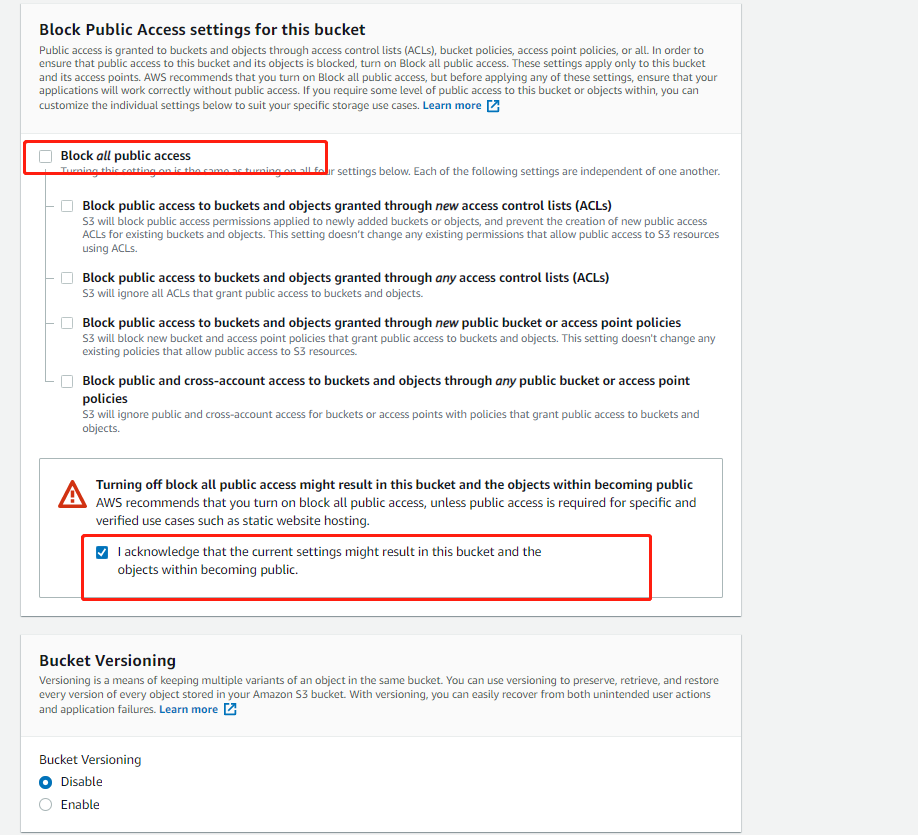 Block Public Access settings for this bucket
Public access is granted to buckets and objects through access control lists (ACLs), bucket policies, access point policies, or all. In order to
ensure that public access to this bucket and its objects is blocked, turn on Block all public access. These settings apply only to this bucket
and its access points. AWS recommends that you turn on Block all public access, but before applying any of these settings, ensure that your
applications will work correctly without public access. If you require some level of public access to this bucket or objects within, you can
customize the individual settings below to suit your specific storage use cases. Learn more
Block all public access
Turning this setting on is the same as turning on all four settings below. Each of the following settings are independent of one another.
Block public access to buckets and objects granted through new access control lists (ACLs)
S3 will block public access permissions applied to newly added buckets or objects, and prevent the creation of new public access
ACLs for existing buckets and objects. This setting doesn't change any existing permissions that allow public access to S3 resources
using ACLs.
Block public access to buckets and objects granted through any access control lists (ACLs)
S3 will ignore all ACLs that grant public access to buckets and objects.
Block public access to buckets and objects granted through new public bucket or access point policies
S3 will block new bucket and access point policies that grant public access to buckets and objects. This setting doesn't change any
existing policies that allow public access to S3 resources.
Block public and cross-account access to buckets and objects through any public bucket or access point
policies
S3 will ignore public and cross-account access for buckets or access points with policies that grant public access to buckets and
objects.
Turning off block all public access might result in this bucket and the objects within becoming public
AWS recommends that you turn on block all public access, unless public access is required for specific and
verified use cases such as static website hosting.
I acknowledge that the current settings might result in this bucket and the
objects within becoming public.
Bucket Versioning
Versioning is a means of keeping multiple variants of an object in the same bucket. You can use versioning to preserve, retrieve, and restore
every version of every object stored in your Amazon S3 bucket. With versioning, you can easily recover from both unintended user actions
and application failures. Learn more
Bucket Versioning
Disable
Enable